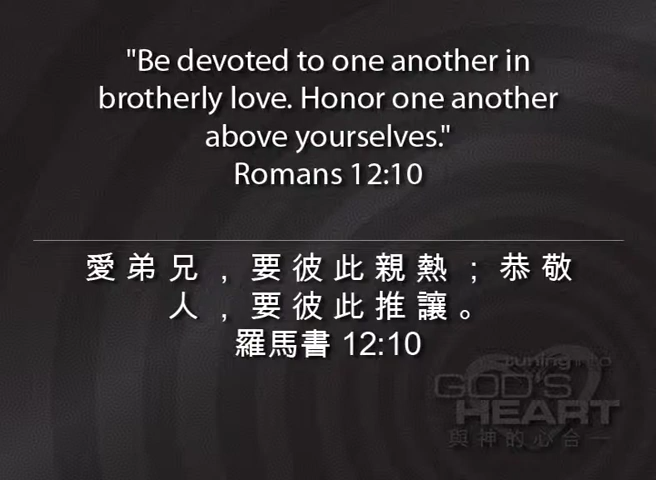 "Be devoted to one another in
brotherly love. Honor one another
above yourselves."
Romans 12:10
愛弟兄，要彼此親熱；恭敬
人，要彼此推讓。
羅馬書 12:10
tuning into
GOD'S
HEART
與神的心合一